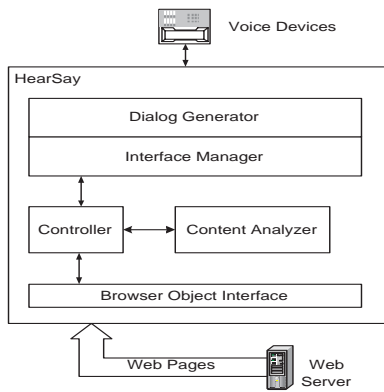 Voice Devices
HearSay
Dialog Generator
Interface Manager
Controller
Content Analyzer
Browser Object Interface
Web Pages
Web
Server